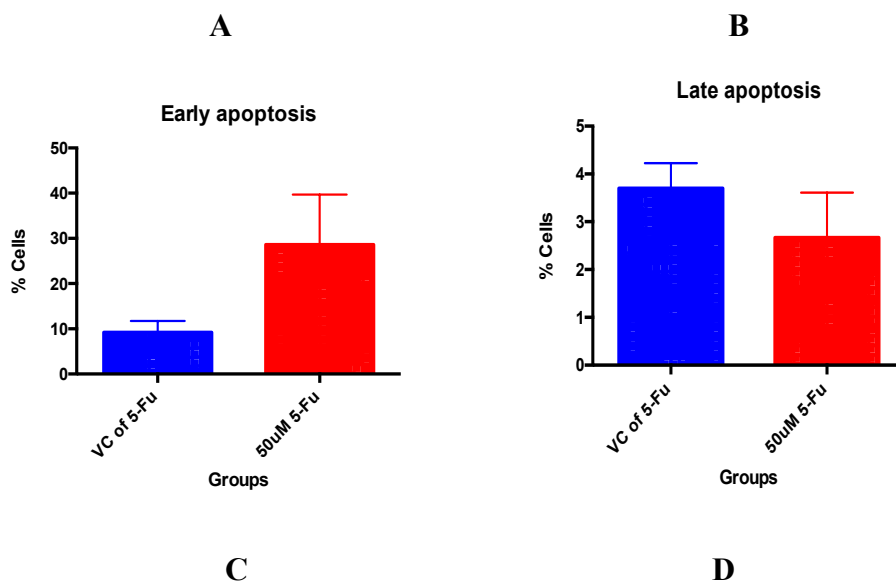 A
B
Early apoptosis
50
40
30
20
10
0
% Cells
VC of 5-Fu
50uM 5-Fu
Groups
Late apoptosis
5
4
3
2
1
0
% Cells
VC of 5-Fu
50uM 5-Fu
Groups
C
D